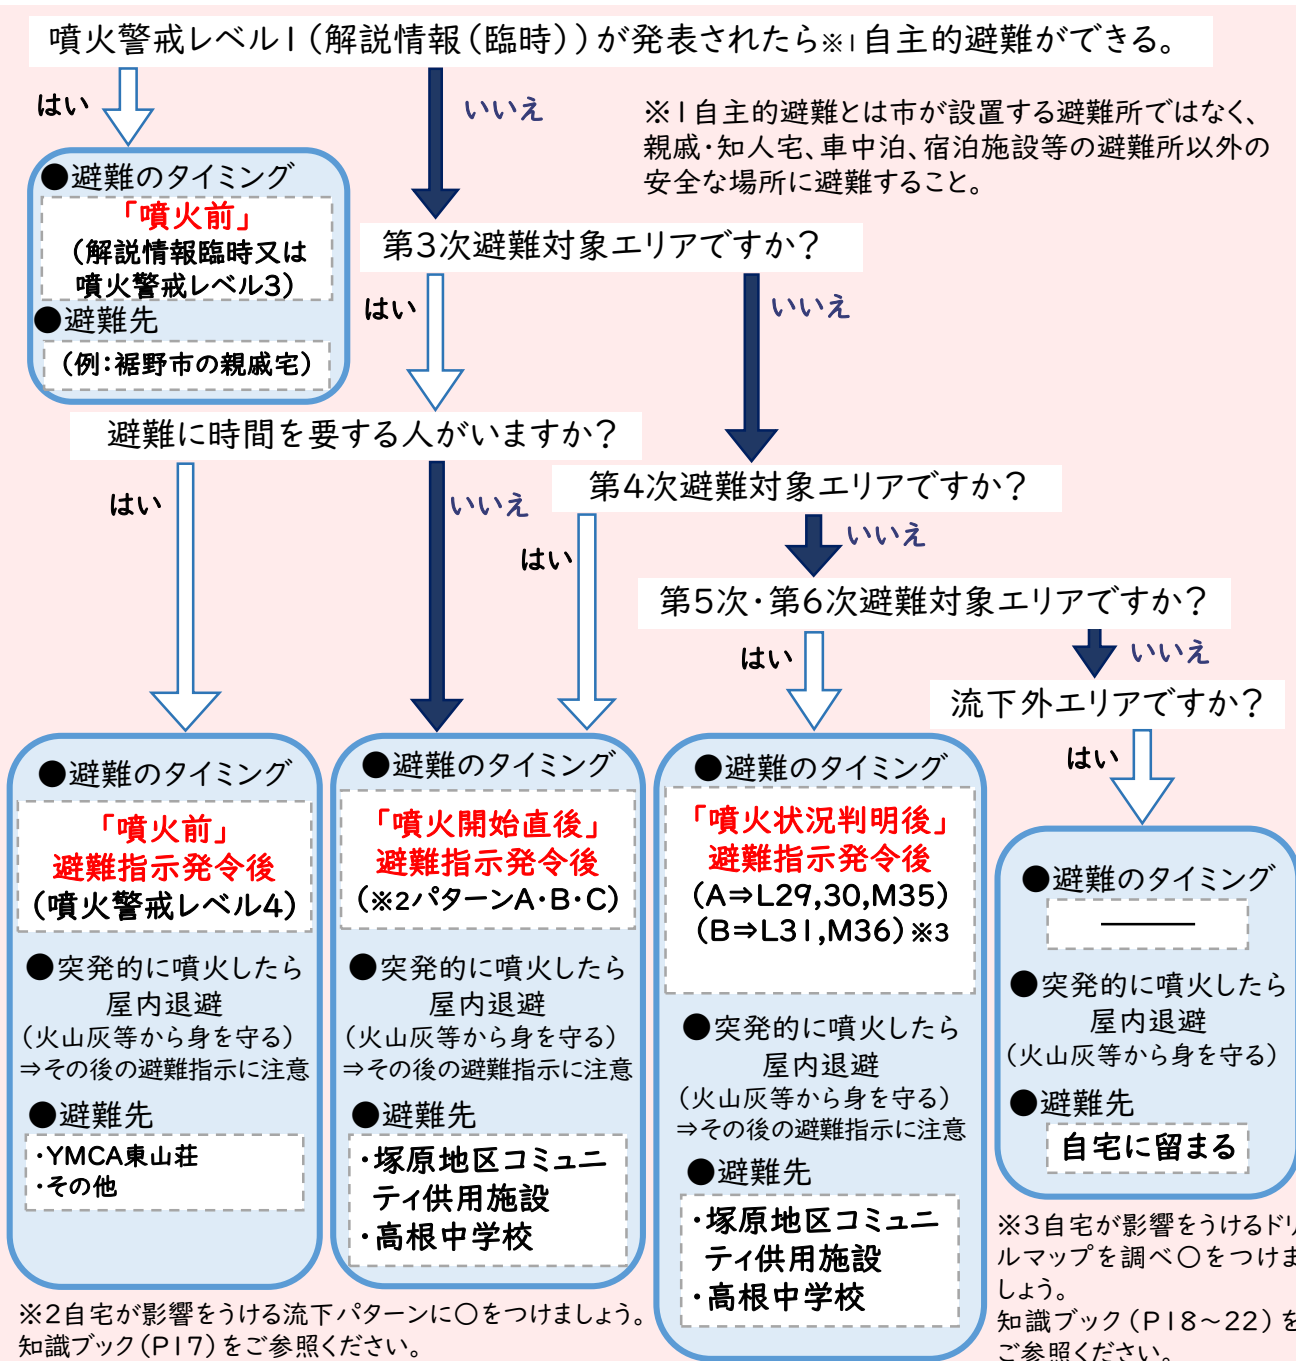 噴火警戒レベル1（解説情報（臨時））が発表されたら※1自主的避難ができる。
はい
いいえ
※1自主的避難とは市が設置する避難所ではなく、
親戚・知人宅、車中泊、宿泊施設等の避難所以外の
安全な場所に避難すること。
●避難のタイミング
「噴火前」
（解説情報臨時又は
噴火警戒レベル3）
●避難先
（例：裾野市の親戚宅）
第3次避難対象エリアですか？
はい
いいえ
避難に時間を要する人がいますか？
はい
いいえ
第4次避難対象エリアですか？
はい
いいえ
第5次・第6次避難対象エリアですか？
はい
いいえ
流下外エリアですか？
はい
●避難のタイミング
「噴火前」
避難指示発令後
（噴火警戒レベル4）
●突発的に噴火したら
屋内退避
（火山灰等から身を守る）
⇒その後の避難指示に注意
●避難先
・YMCA東山荘
・その他
●避難のタイミング
「噴火開始直後」
避難指示発令後
（※2パターンA・B・C）
●突発的に噴火したら
屋内退避
（火山灰等から身を守る）
⇒その後の避難指示に注意
●避難先
・塚原地区コミュニ
ティ供用施設
・高根中学校
●避難のタイミング
「噴火状況判明後」
避難指示発令後
（A⇒L29,30,M35）
（B⇒L31,M36）※3
●突発的に噴火したら
屋内退避
（火山灰等から身を守る）
⇒その後の避難指示に注意
●避難先
・塚原地区コミュニ
ティ供用施設
・高根中学校
●避難のタイミング
――――
●突発的に噴火したら
屋内退避
（火山灰等から身を守る）
●避難先
自宅に留まる
※2自宅が影響をうける流下パターンに〇をつけましょう。
知識ブック（P17）をご参照ください。
※3自宅が影響をうけるドリ
ルマップを調べ〇をつけま
しょう。
知識ブック（P18～22）を
ご参照ください。